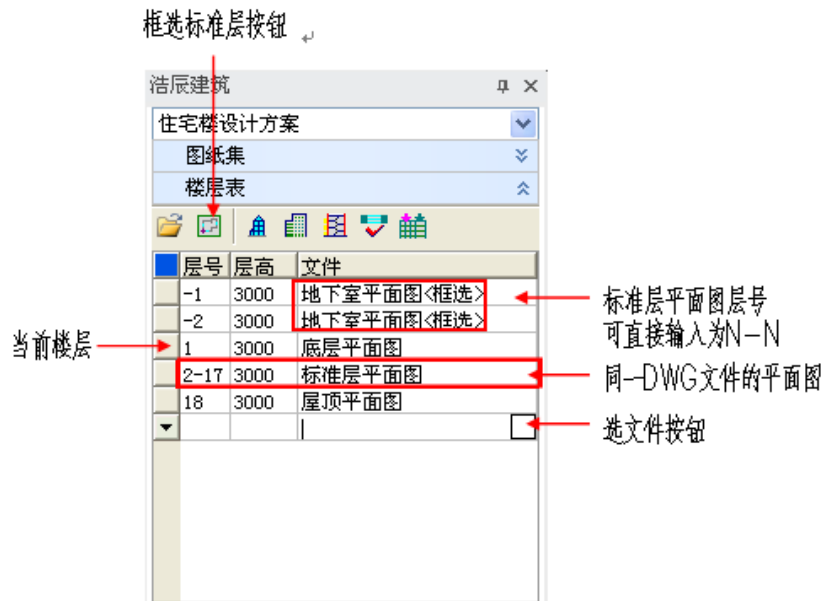 框选标准层按钮
浩辰建筑
住宅楼设计方案
图纸集
楼层表
层号 层高 文件
-1 3000 地下室平面图<框选>
-2 3000 地下室平面图<框选>
1 3000 底层平面图
2-17 3000 标准层平面图
18 3000 屋顶平面图
当前楼层
标准层平面图层号
可直接输入为N-N
同一DWG文件的平面图
选文件按钮